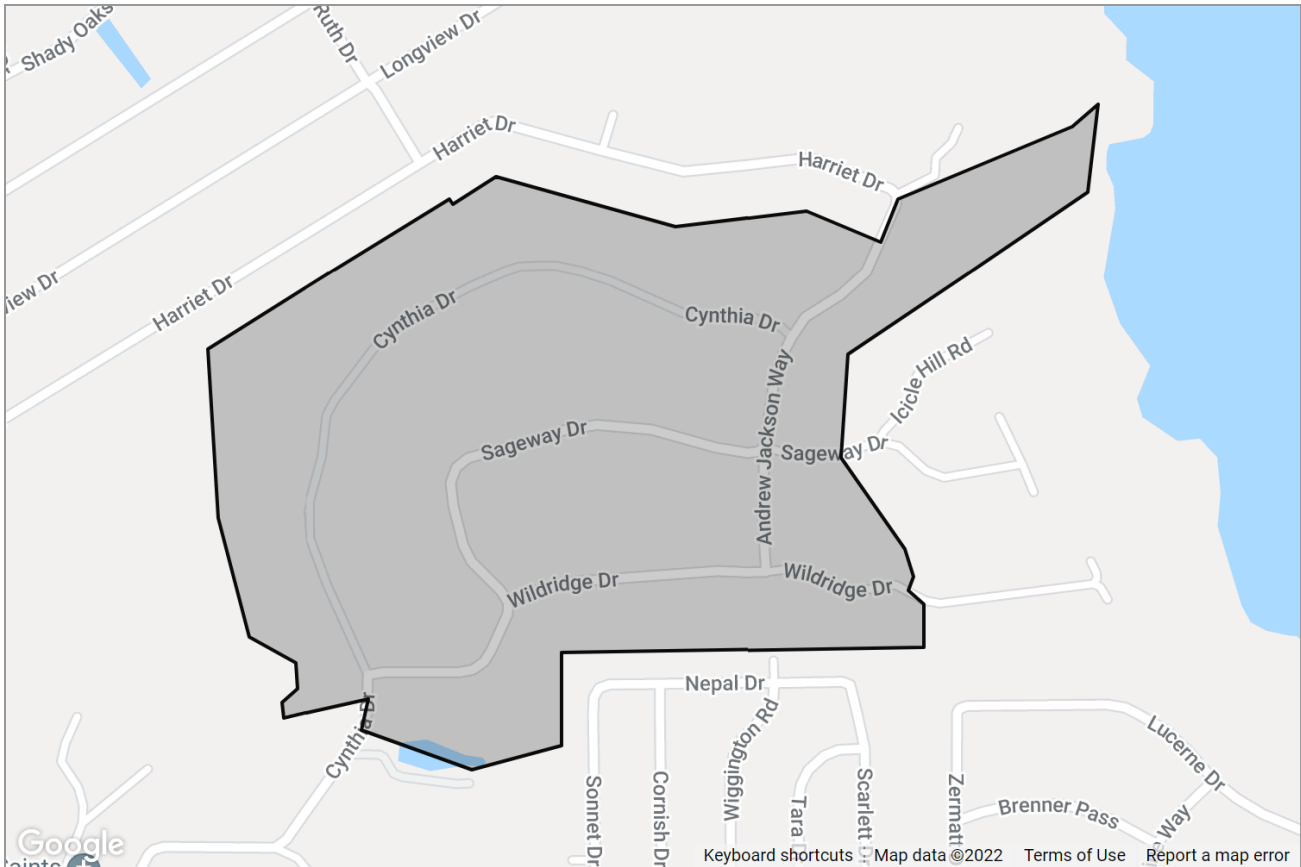 Shady Oaks
Ruth Dr
Longview Dr
Harriet Dr
Harriet Dr
view Dr
Harriet Dr
Cynthia Dr
Cynthia Dr
Icicle Hill Rd
Andrew Jackson Way
Sageway Dr
Sageway Dr
Wildridge Dr
Wildridge Dr
Nepal Dr
Cynthia Dr
Wiggington Rd
Lucerne Dr
Sonnet Dr
Cornish Dr
Tara D
Scarlett Dr
Zermatt
Brenner Pass
Way
Google
Keyboard shortcuts
Map data ©2022
Terms of Use
Report a map error